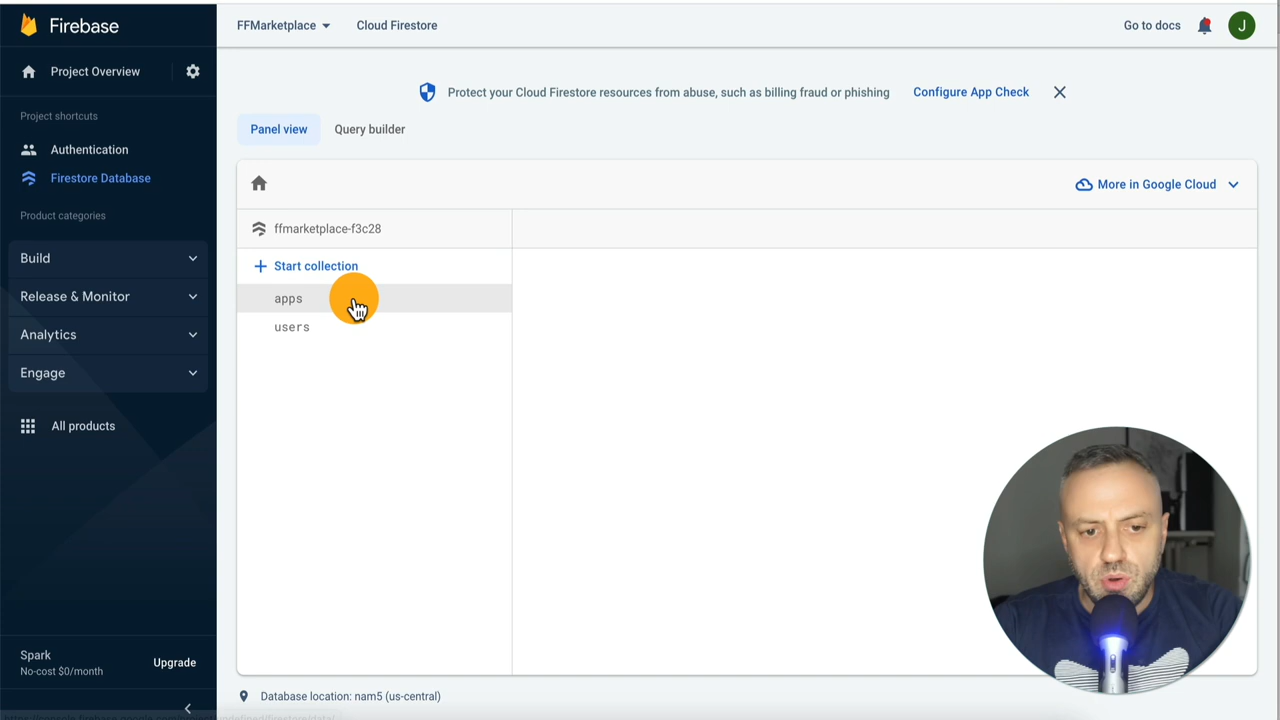 Firebase
FFMarketplace
Cloud Firestore
Go to docs
J
Project Overview
Protect your Cloud Firestore resources from abuse, such as billing fraud or phishing
Configure App Check
Project shortcuts
Panel view
Query builder
Authentication
Firestore Database
More in Google Cloud
Product categories
ffmarketplace-f3c28
Build
Start collection
Release & Monitor
apps
users
Analytics
Engage
All products
Spark
No-cost $0/month
Upgrade
Database location: nam5 (us-central)